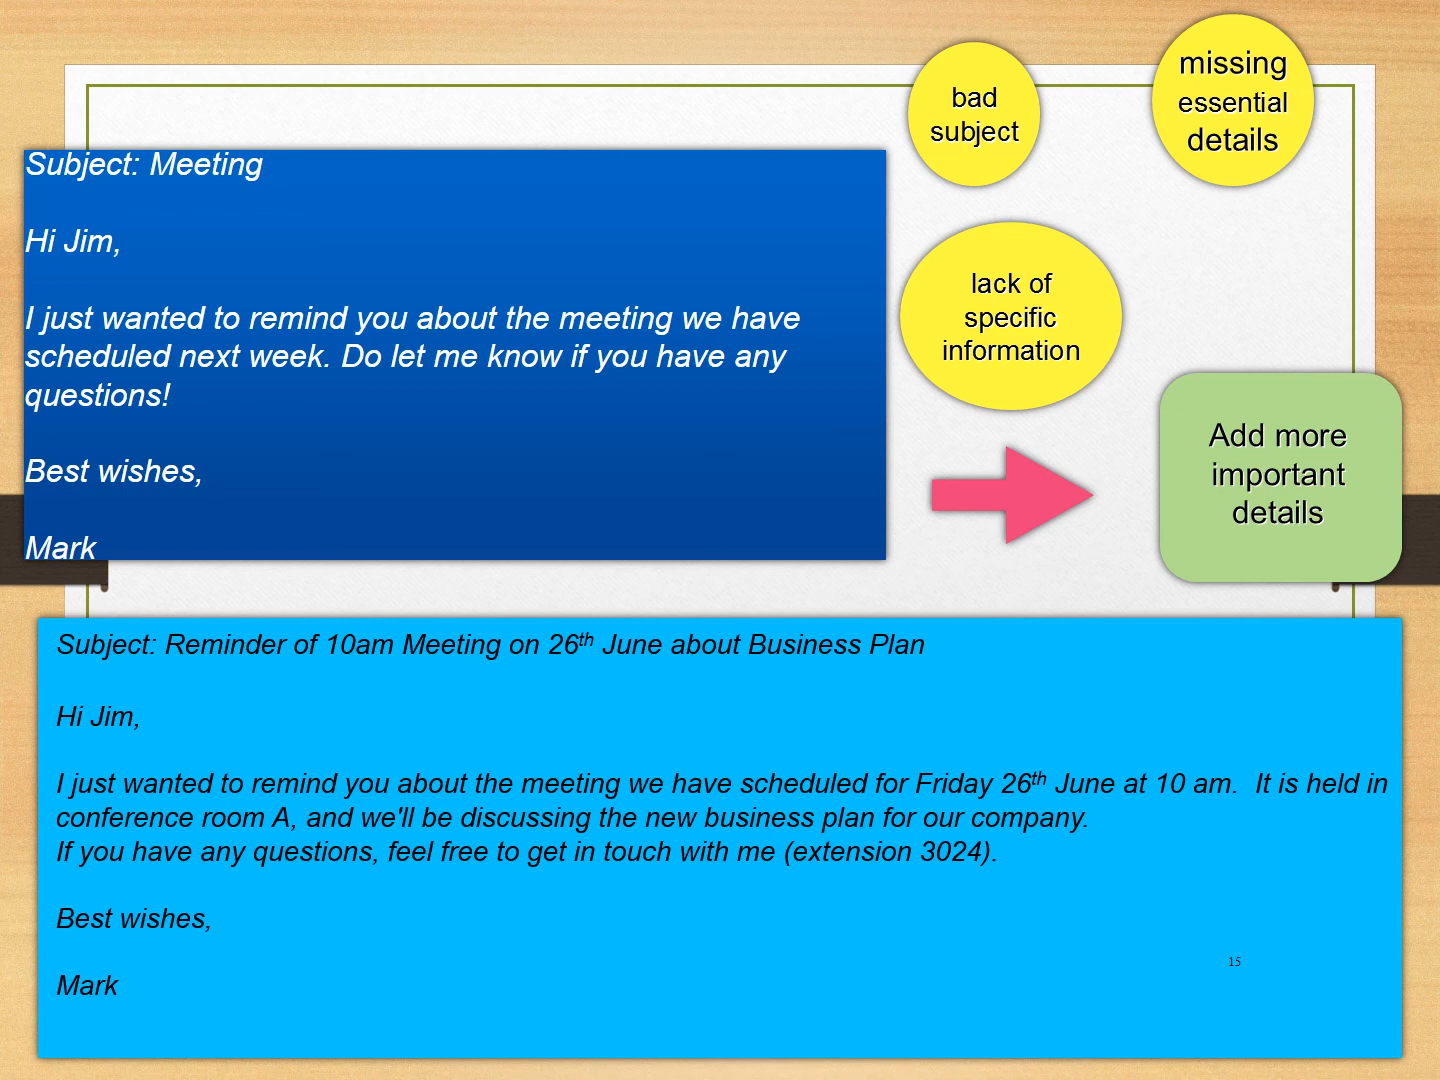 bad
subject
missing
essential
details
Subject: Meeting
Hi Jim,
I just wanted to remind you about the meeting we have
scheduled next week. Do let me know if you have any
questions!
Best wishes,
Mark
lack of
specific
information
Add more
important
details
Subject: Reminder of 10am Meeting on 26th June about Business Plan
Hi Jim,
I just wanted to remind you about the meeting we have scheduled for Friday 26th June at 10 am.  It is held in
conference room A, and we'll be discussing the new business plan for our company.
If you have any questions, feel free to get in touch with me (extension 3024).
Best wishes,
Mark
15